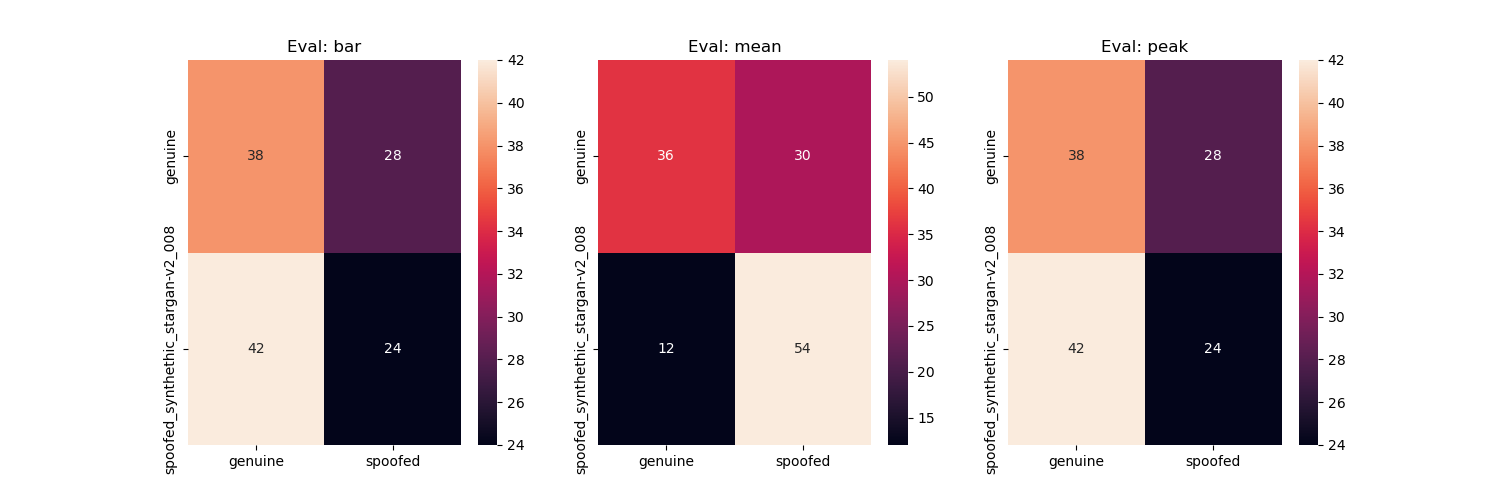 Eval: bar
genuine
spoofed_synthethic_stargan-v2_008
38
28
42
24
genuine
spoofed
42
40
38
36
34
32
30
28
26
24
Eval: mean
genuine
spoofed_synthethic_stargan-v2_008
36
30
12
54
genuine
spoofed
50
45
40
35
30
25
20
15
Eval: peak
genuine
spoofed_synthethic_stargan-v2_008
38
28
42
24
genuine
spoofed
42
40
38
36
34
32
30
28
26
24